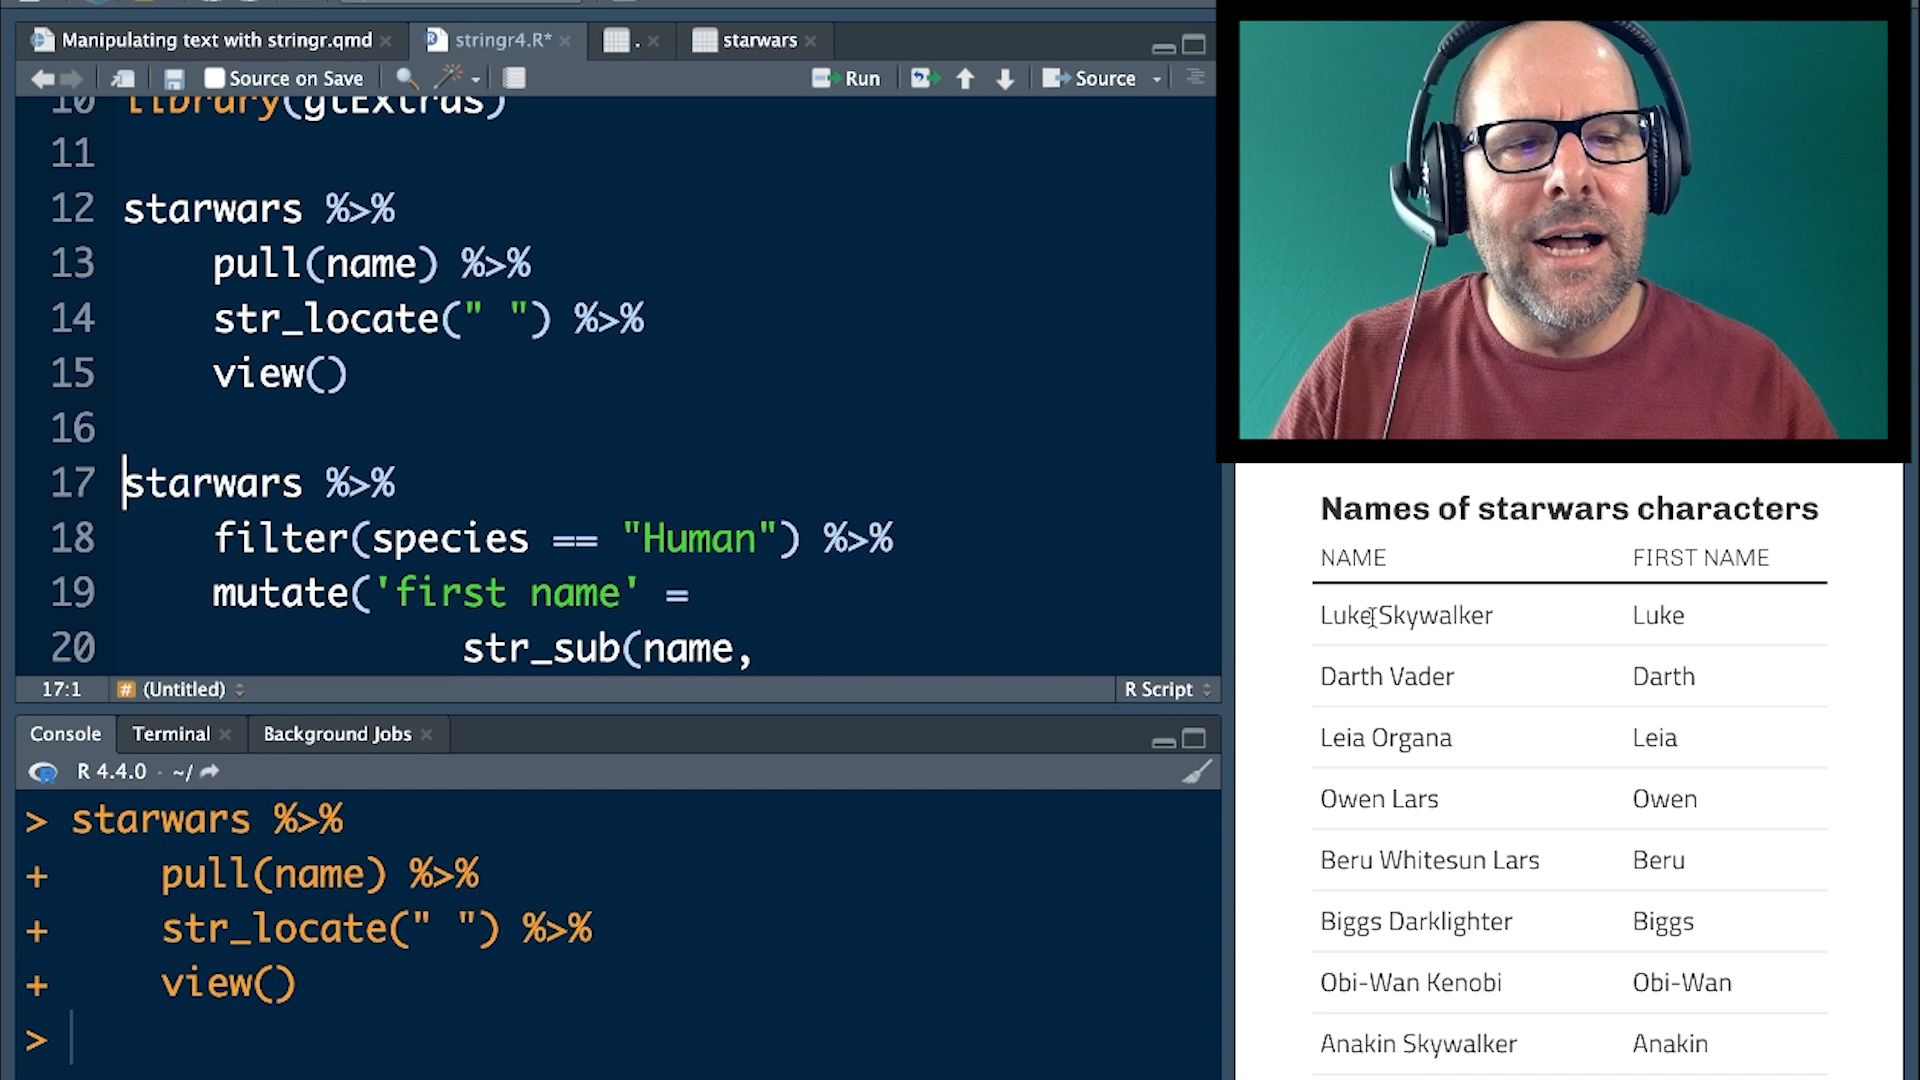 Manipulating text with stringr.qmd
stringr4.R*
.
starwars
Source on Save
Run
Source
10 library(gtExtras)
11
12 starwars %>%
13 pull(name) %>%
14 str_locate(" ") %>%
15 view()
16
17 starwars %>%
18 filter(species == "Human") %>%
19 mutate('first name' =
20 str_sub(name,
17:1 # (Untitled) R Script
Console Terminal Background Jobs
R 4.4.0 · ~/
> starwars %>%
+ pull(name) %>%
+ str_locate(" ") %>%
+ view()
>
Names of starwars characters
NAME FIRST NAME
Luke Skywalker Luke
Darth Vader Darth
Leia Organa Leia
Owen Lars Owen
Beru Whitesun Lars Beru
Biggs Darklighter Biggs
Obi-Wan Kenobi Obi-Wan
Anakin Skywalker Anakin